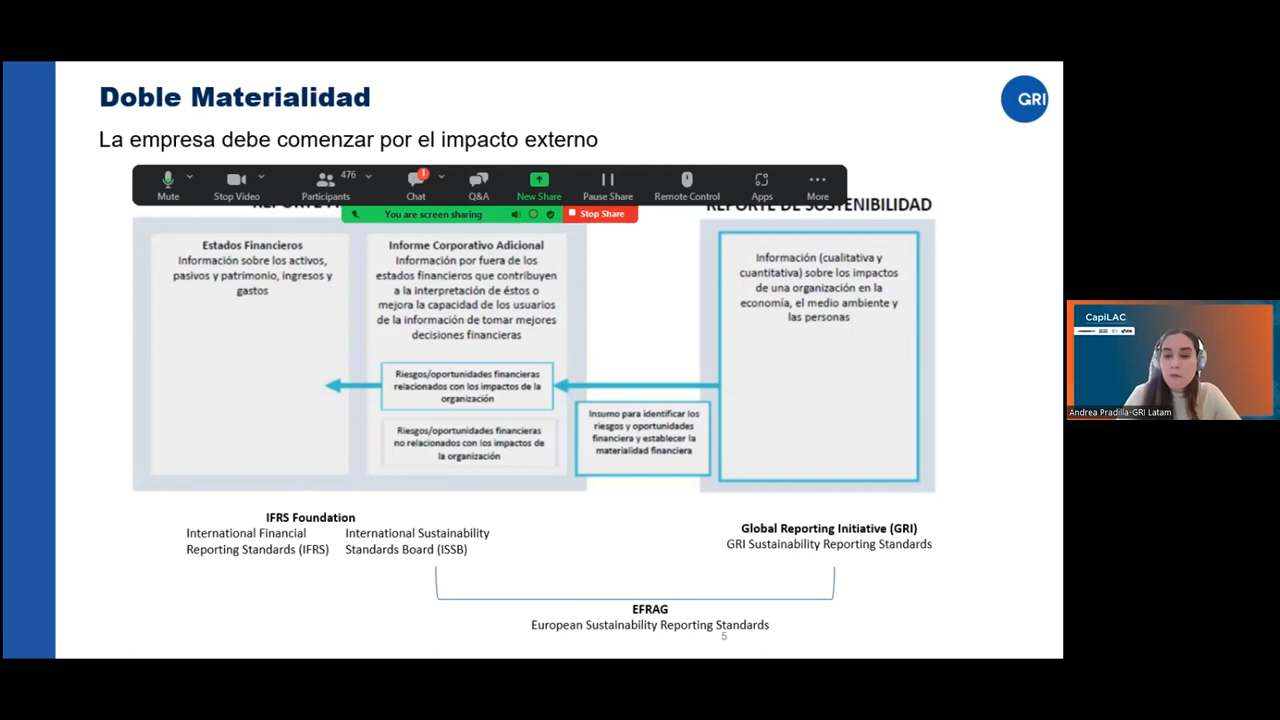 Doble Materialidad
GRI
La empresa debe comenzar por el impacto externo
476
1
Mute
Stop Video
Participants
Chat
Q&A
New Share
Pause Share
Remote Control
Apps
More
You are screen sharing
Stop Share
REPORTE DE SOSTENIBILIDAD
Estados Financieros
Información sobre los activos,
pasivos y patrimonio, ingresos y
gastos
Informe Corporativo Adicional
Información por fuera de los
estados financieros que contribuyen
a la interpretación de éstos o
mejora la capacidad de los usuarios
de la información de tomar mejores
decisiones financieras
Riesgos/oportunidades financieras
relacionados con los impactos de la
organización
Riesgos/oportunidades financieras
no relacionados con los impactos de
la organización
Insumo para identificar los
riesgos y oportunidades
financiera y establecer la
materialidad financiera
Información (cualitativa y
cuantitativa) sobre los impactos
de una organización en la
economía, el medio ambiente y
las personas
IFRS Foundation
International Financial
Reporting Standards (IFRS)
International Sustainability
Standards Board (ISSB)
Global Reporting Initiative (GRI)
GRI Sustainability Reporting Standards
EFRAG
European Sustainability Reporting Standards
5
CapiLAC
Andrea Pradilla-GRI Latam